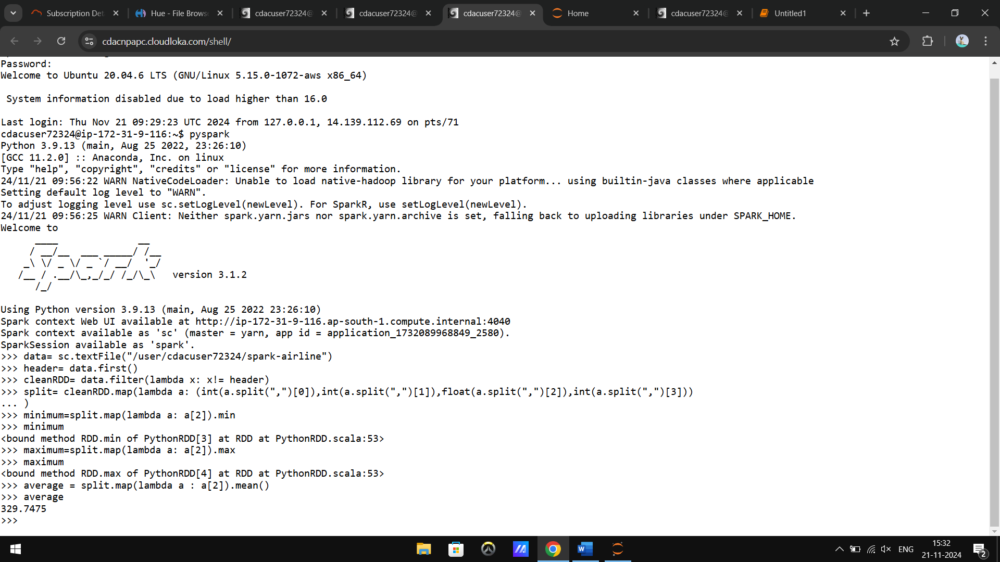 Subscription Det
Hue - File Brows
cdacuser72324@
cdacuser72324@
cdacuser72324@
Home
cdacuser72324@
Untitled1
cdacnpapc.cloudloka.com/shell/
Password:
Welcome to Ubuntu 20.04.6 LTS (GNU/Linux 5.15.0-1072-aws x86_64)
System information disabled due to load higher than 16.0
Last login: Thu Nov 21 09:29:23 UTC 2024 from 127.0.0.1, 14.139.112.69 on pts/71
cdacuser72324@ip-172-31-9-116:~$ pyspark
Python 3.9.13 (main, Aug 25 2022, 23:26:10)
[GCC 11.2.0] :: Anaconda, Inc. on linux
Type "help", "copyright", "credits" or "license" for more information.
24/11/21 09:56:22 WARN NativeCodeLoader: Unable to load native-hadoop library for your platform... using builtin-java classes where applicable
Setting default log level to "WARN".
To adjust logging level use sc.setLogLevel(newLevel). For SparkR, use setLogLevel(newLevel).
24/11/21 09:56:25 WARN Client: Neither spark.yarn.jars nor spark.yarn.archive is set, falling back to uploading libraries under SPARK_HOME.
Welcome to
      ____              __
     / __/__  ___ _____/ /__
    _\ \/ _ \/ _ `/ __/  '_/
   /__ / .__/\_,_/_/ /_/\_\   version 3.1.2
      /_/
Using Python version 3.9.13 (main, Aug 25 2022 23:26:10)
Spark context Web UI available at http://ip-172-31-9-116.ap-south-1.compute.internal:4040
Spark context available as 'sc' (master = yarn, app id = application_1732089968849_2580).
SparkSession available as 'spark'.
>>> data= sc.textFile("/user/cdacuser72324/spark-airline")
>>> header= data.first()
>>> cleanRDD= data.filter(lambda x: x!= header)
>>> split= cleanRDD.map(lambda a: (int(a.split(",")[0]),int(a.split(",")[1]),float(a.split(",")[2]),int(a.split(",")[3]))
... )
>>> minimum=split.map(lambda a: a[2]).min
>>> minimum
<bound method RDD.min of PythonRDD[3] at RDD at PythonRDD.scala:53>
>>> maximum=split.map(lambda a: a[2]).max
>>> maximum
<bound method RDD.max of PythonRDD[4] at RDD at PythonRDD.scala:53>
>>> average = split.map(lambda a : a[2]).mean()
>>> average
329.7475
>>>
ENG
15:32
21-11-2024
2